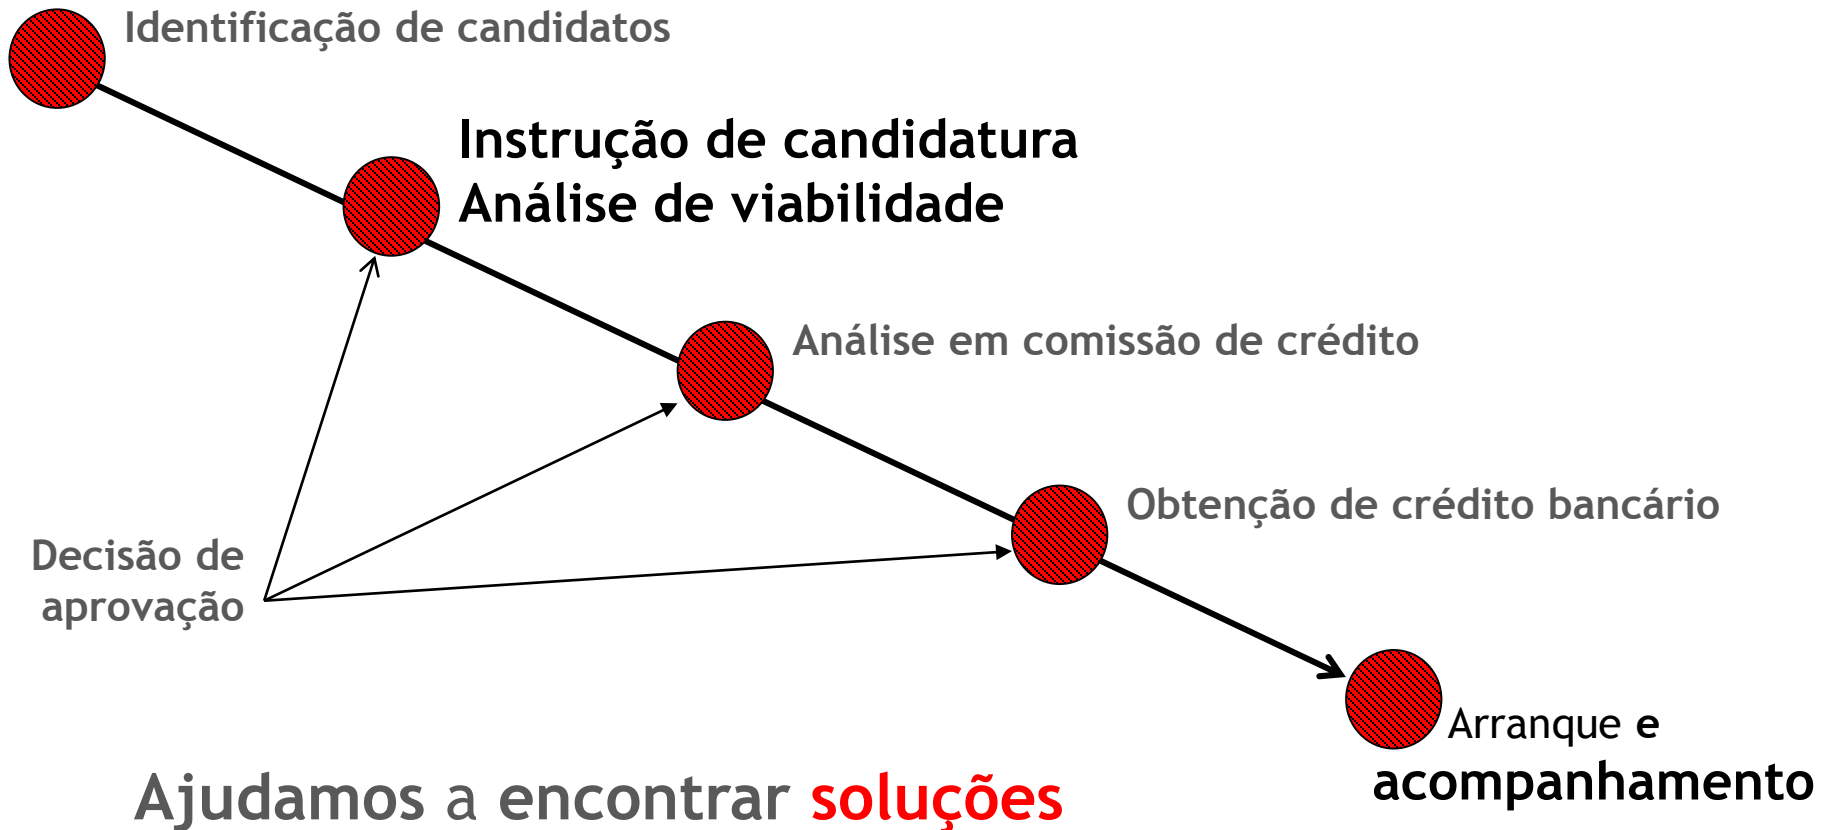 Identificação de candidatos
Instrução de candidatura
Análise de viabilidade
Análise em comissão de crédito
Obtenção de crédito bancário
Decisão de
aprovação
Arranque e
acompanhamento
Ajudamos a encontrar soluções